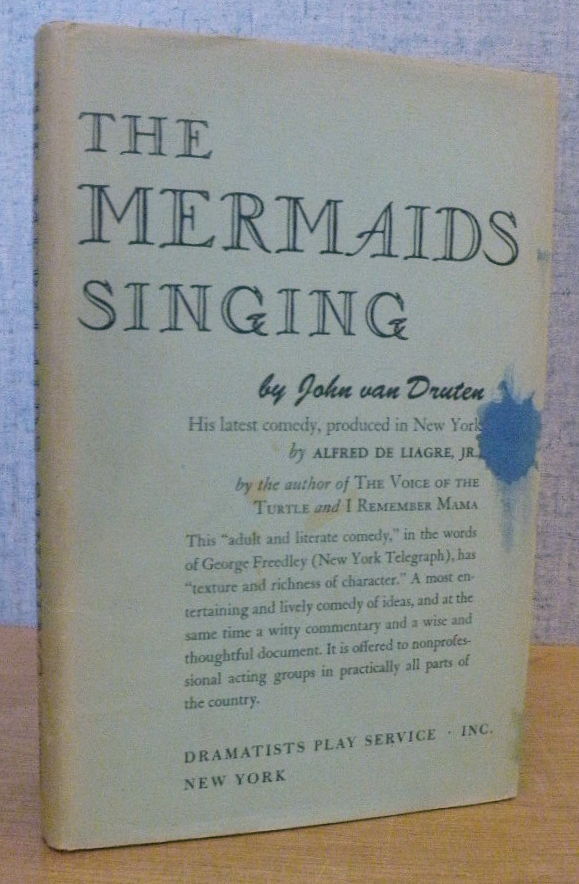 THE
MERMAIDS
SINGING
by John van Druten
His latest comedy, produced in New York
by ALFRED DE LIAGRE, JR.
by the author of THE VOICE OF THE
TURTLE and I REMEMBER MAMA
This "adult and literate comedy," in the words
of George Freedley (New York Telegraph), has
"texture and richness of character." A most en-
tertaining and lively comedy of ideas, and at the
same time a witty commentary and a wise and
thoughtful document. It is offered to nonprofes-
sional acting groups in practically all parts of
the country.
DRAMATISTS PLAY SERVICE · INC.
NEW YORK